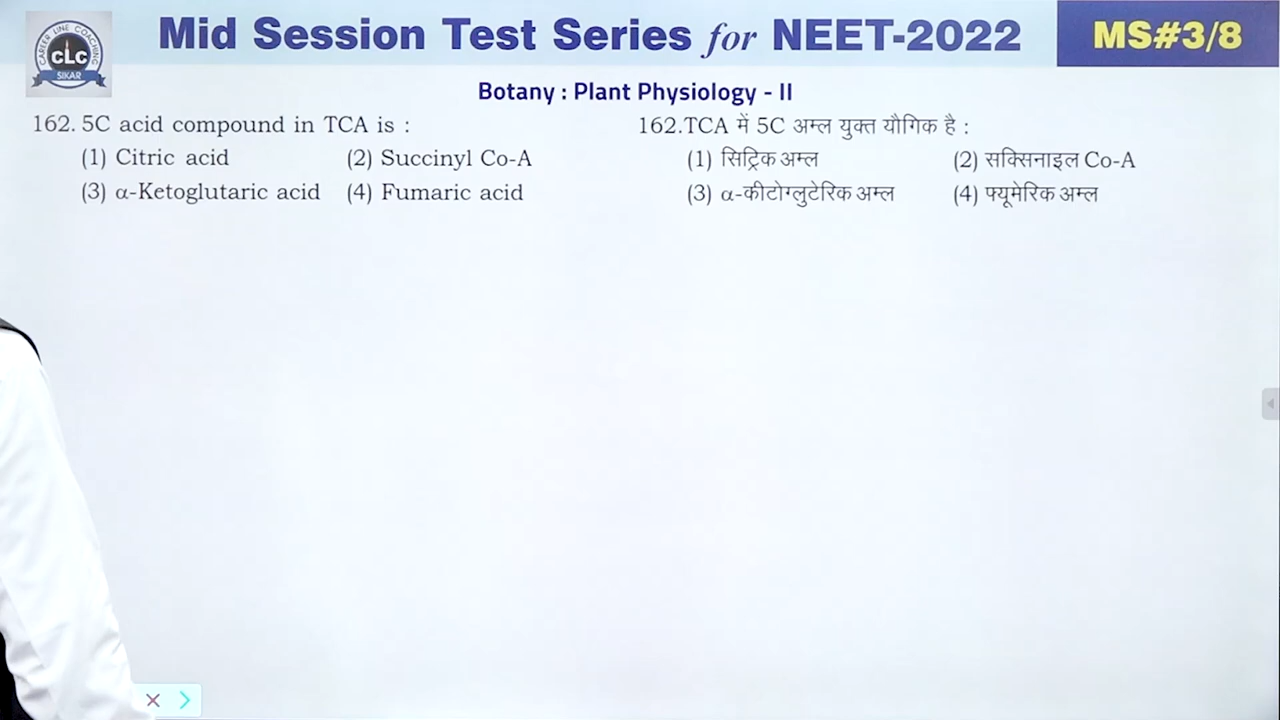 CAREER LINE COACHING
CLC
SIKAR
Mid Session Test Series for NEET-2022
MS#3/8
Botany : Plant Physiology - II
162. 5C acid compound in TCA is :
(1) Citric acid (2) Succinyl Co-A
(3) α-Ketoglutaric acid (4) Fumaric acid
162.TCA में 5C अम्ल युक्त यौगिक है :
(1) सिट्रिक अम्ल (2) सक्सिनाइल Co-A
(3) α-कीटोग्लुटेरिक अम्ल (4) फ्यूमेरिक अम्ल